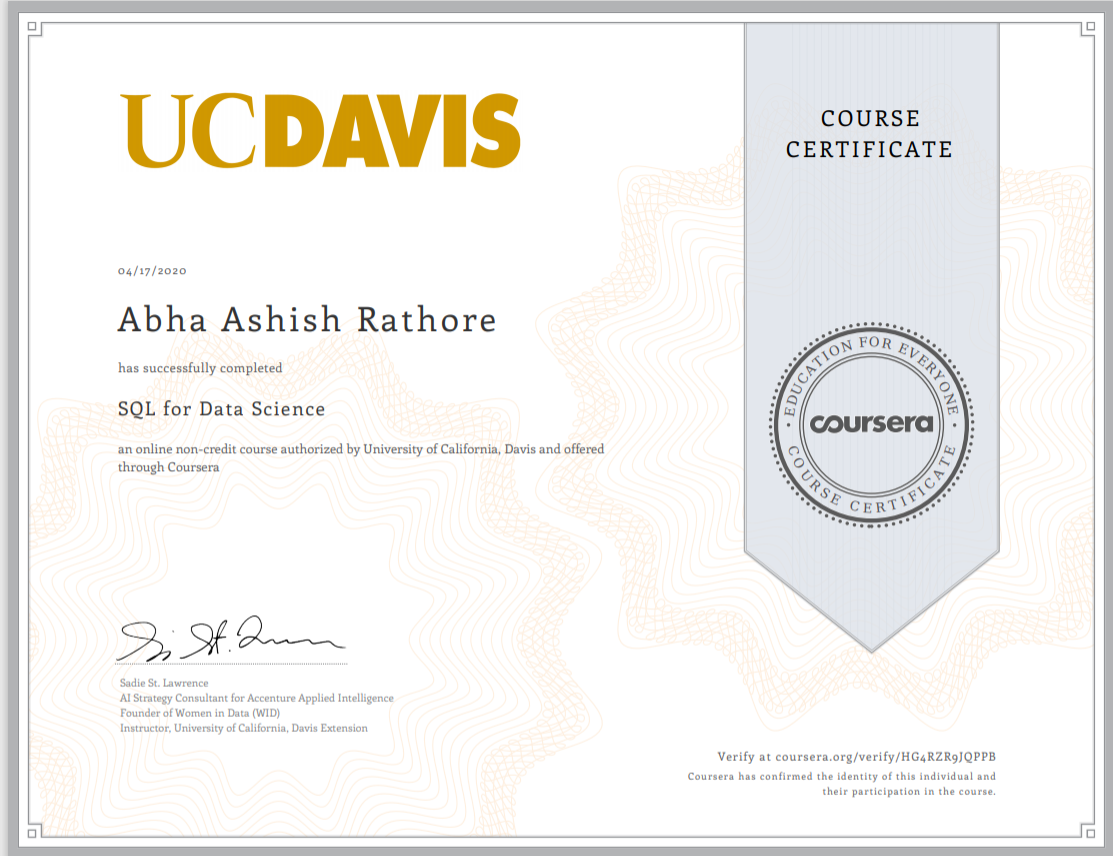 UCDAVIS
COURSE
CERTIFICATE
04/17/2020
Abha Ashish Rathore
has successfully completed
SQL for Data Science
an online non-credit course authorized by University of California, Davis and offered
through Coursera
EDUCATION FOR EVERYONE
coursera
COURSE CERTIFICATE
Sadie St. Lawrence
AI Strategy Consultant for Accenture Applied Intelligence
Founder of Women in Data (WID)
Instructor, University of California, Davis Extension
Verify at coursera.org/verify/HG4RZR9JQPPB
Coursera has confirmed the identity of this individual and
their participation in the course.